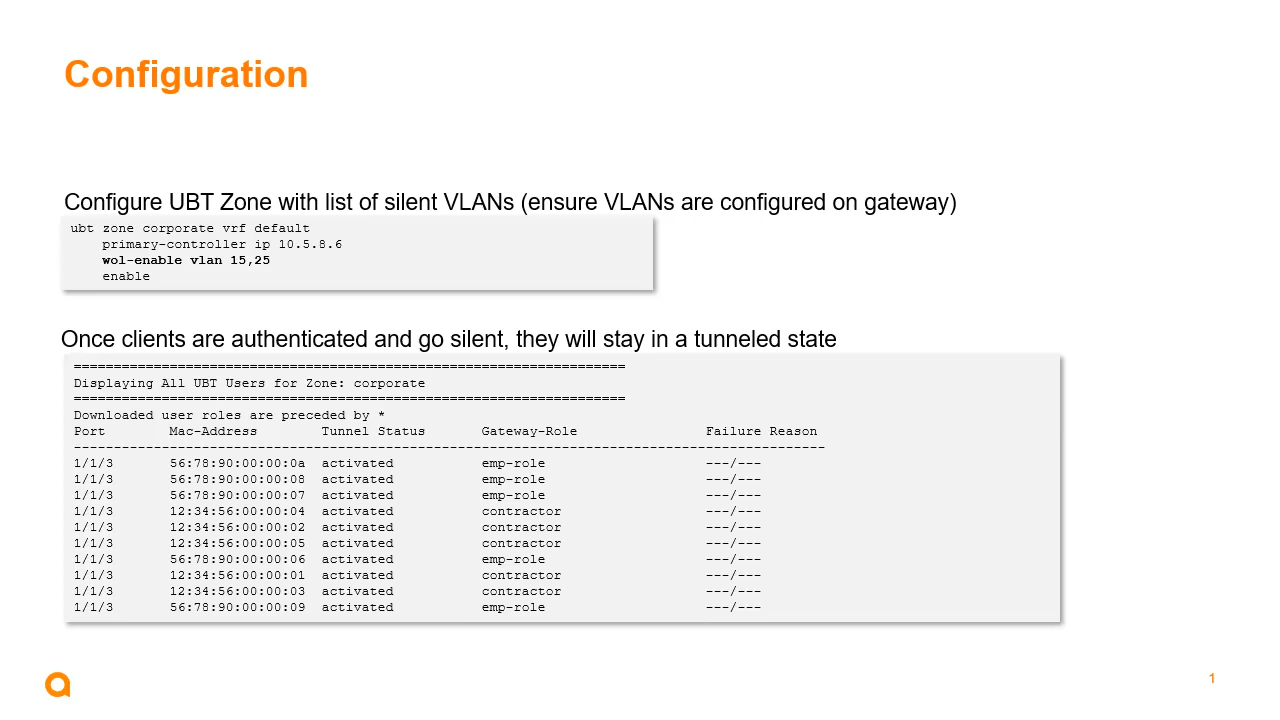 Configuration
Configure UBT Zone with list of silent VLANs (ensure VLANs are configured on gateway)
ubt zone corporate vrf default
    primary-controller ip 10.5.8.6
    wol-enable vlan 15,25
    enable
Once clients are authenticated and go silent, they will stay in a tunneled state
=====================================================================
Displaying All UBT Users for Zone: corporate
=====================================================================
Downloaded user roles are preceded by *
Port        Mac-Address        Tunnel Status       Gateway-Role                Failure Reason
----------------------------------------------------------------------------------------------
1/1/3       56:78:90:00:00:0a  activated           emp-role                    ---/---
1/1/3       56:78:90:00:00:08  activated           emp-role                    ---/---
1/1/3       56:78:90:00:00:07  activated           emp-role                    ---/---
1/1/3       12:34:56:00:00:04  activated           contractor                  ---/---
1/1/3       12:34:56:00:00:02  activated           contractor                  ---/---
1/1/3       12:34:56:00:00:05  activated           contractor                  ---/---
1/1/3       56:78:90:00:00:06  activated           emp-role                    ---/---
1/1/3       12:34:56:00:00:01  activated           contractor                  ---/---
1/1/3       12:34:56:00:00:03  activated           contractor                  ---/---
1/1/3       56:78:90:00:00:09  activated           emp-role                    ---/---
1